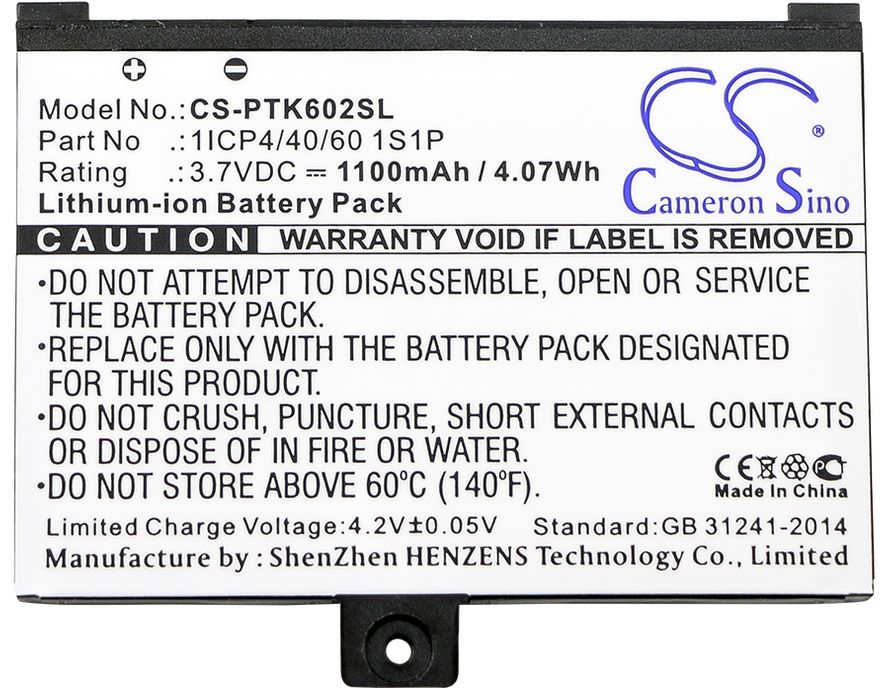 Model No.: CS-PTK602SL
Part No .: 1ICP4/40/60 1S1P
Rating .: 3.7VDC ⎓ 1100mAh / 4.07Wh
Lithium-ion Battery Pack
CS ®
Cameron Sino
CAUTION WARRANTY VOID IF LABEL IS REMOVED
•DO NOT ATTEMPT TO DISASSEMBLE, OPEN OR SERVICE
THE BATTERY PACK.
•REPLACE ONLY WITH THE BATTERY PACK DESIGNATED
FOR THIS PRODUCT.
•DO NOT CRUSH, PUNCTURE, SHORT EXTERNAL CONTACTS
OR DISPOSE OF IN FIRE OR WATER.
•DO NOT STORE ABOVE 60°C (140°F).
CE PCT
Made In China
Limited Charge Voltage:4.2V±0.05V Standard:GB 31241-2014
Manufacture by : ShenZhen HENZENS Technology Co., Limited